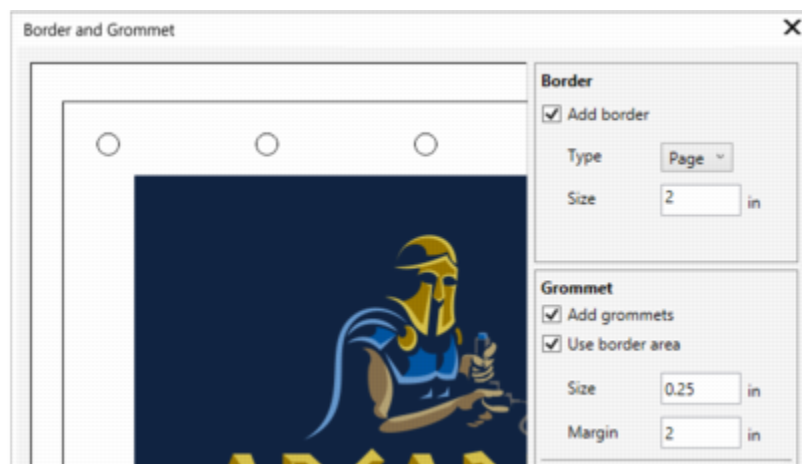 Border and Grommet
Border
Add border
Type Page
Size 2 in
Grommet
Add grommets
Use border area
Size 0.25 in
Margin 2 in